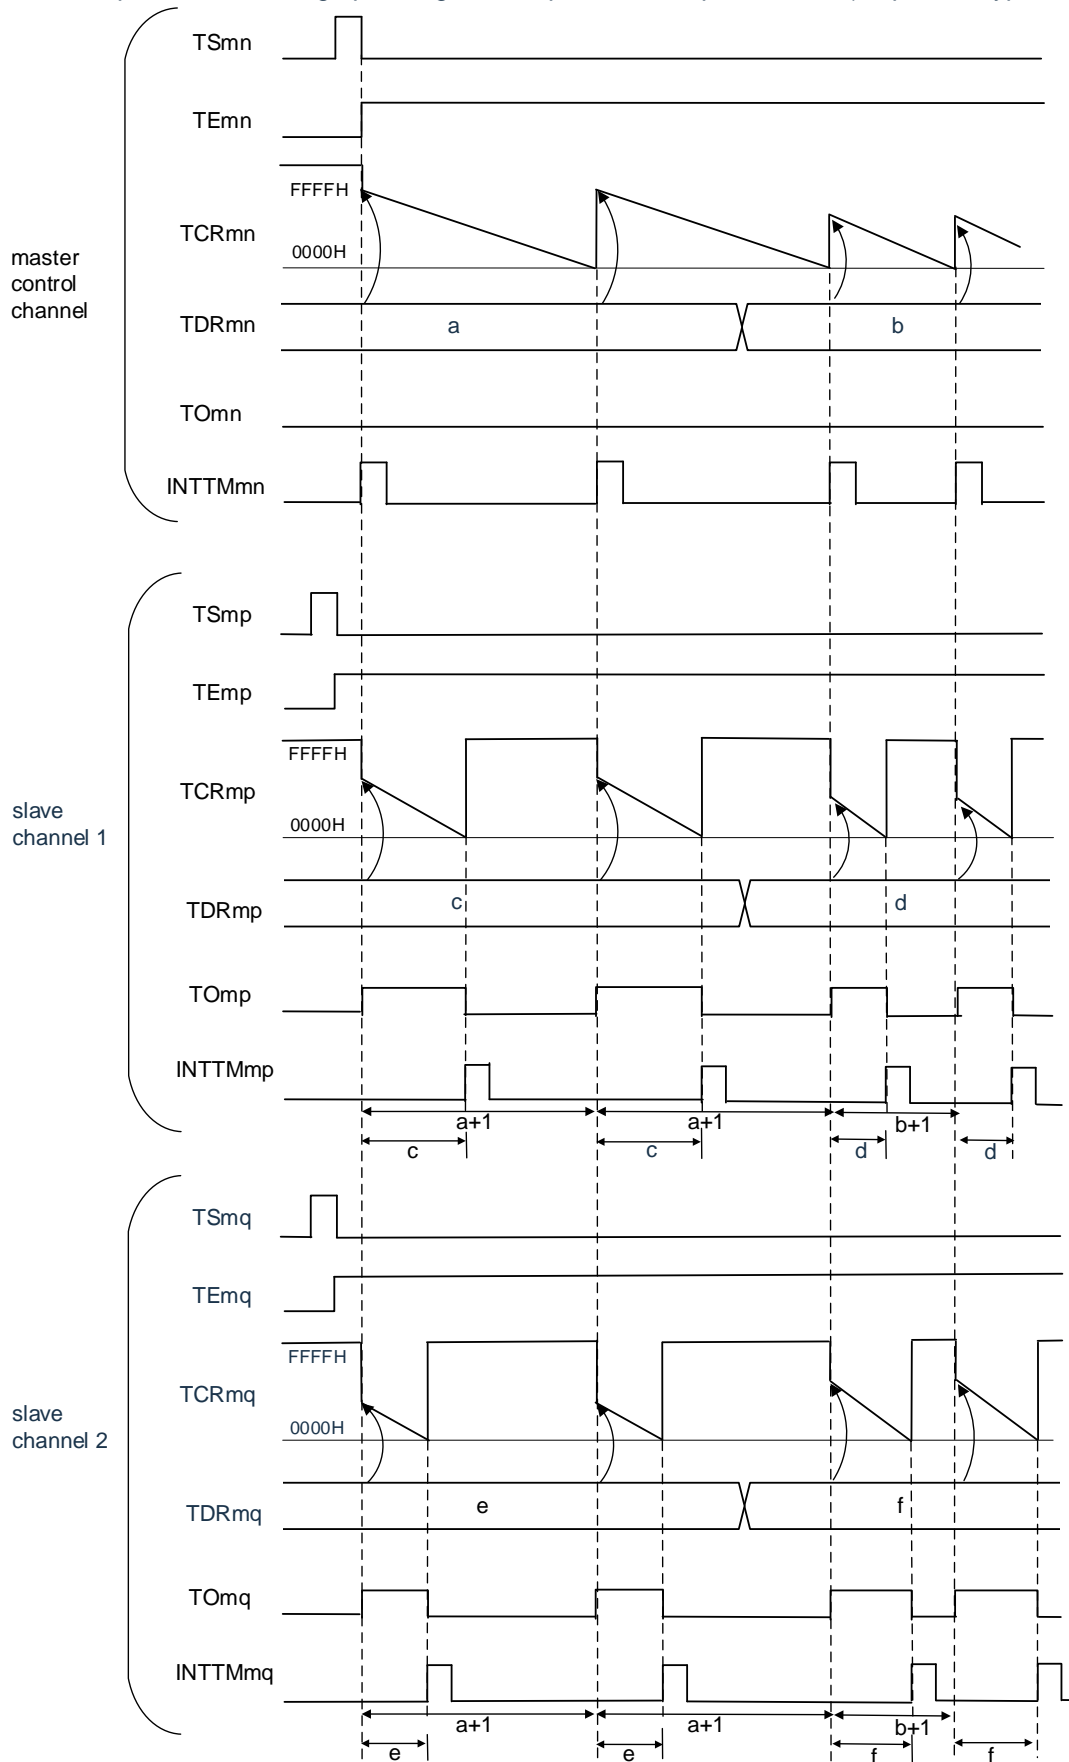 TSmn
TEmn
FFFFH
TCRmn
0000H
master
control
channel
TDRmn
a
b
TOmn
INTTMmn
TSmp
TEmp
FFFFH
TCRmp
0000H
slave
channel 1
TDRmp
c
d
TOmp
INTTMmp
a+1
a+1
b+1
c
c
d
d
TSmq
TEmq
FFFFH
TCRmq
0000H
slave
channel 2
TDRmq
e
f
TOmq
INTTMmq
a+1
a+1
b+1
e
e
f
f